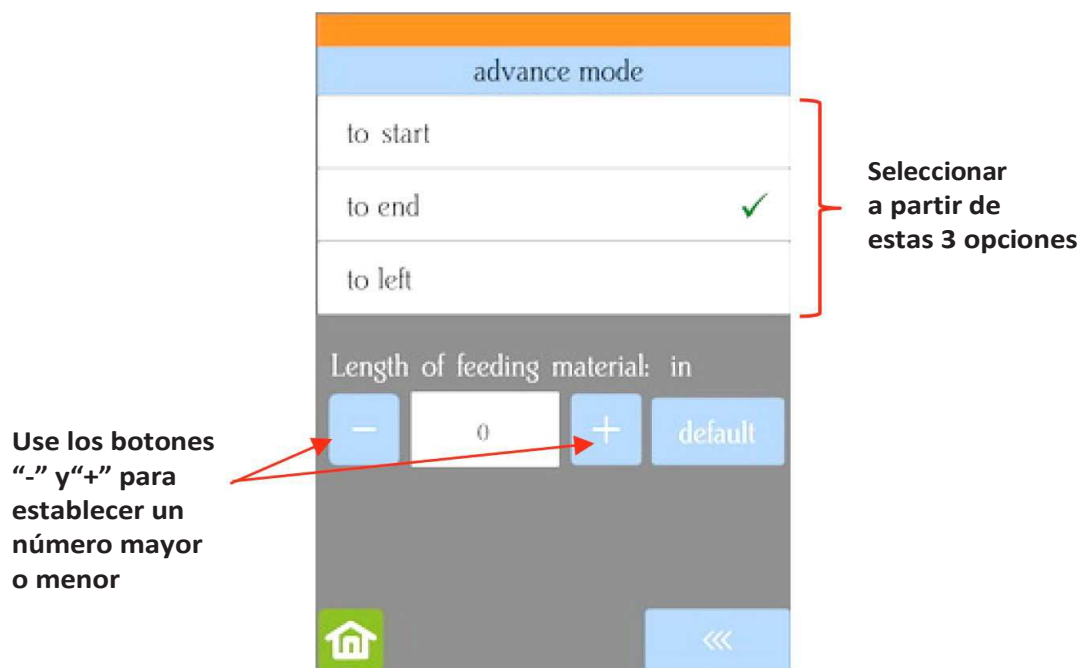 advance mode
to start
to end
to left
Seleccionar
a partir de
estas 3 opciones
Length of feeding material: in
− 0 + default
Use los botones
“-” y“+” para
establecer un
número mayor
o menor
<<<